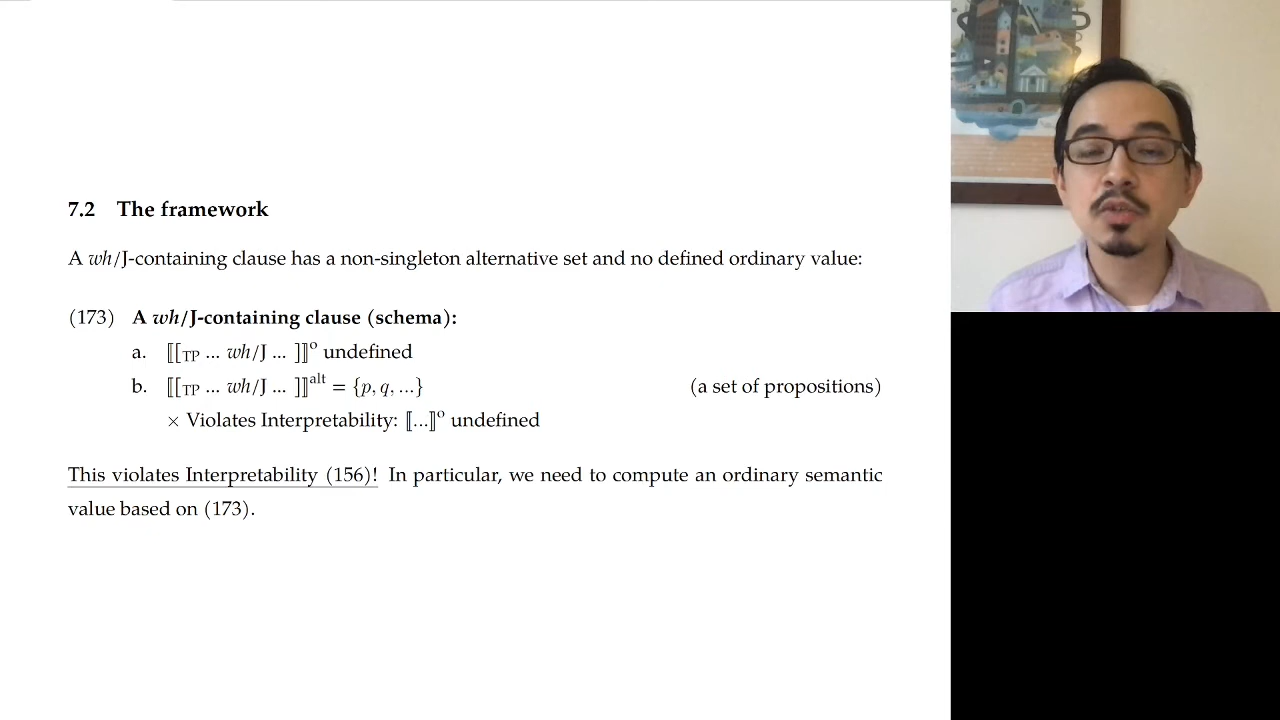 7.2 The framework
A wh/J-containing clause has a non-singleton alternative set and no defined ordinary value:
(173) A wh/J-containing clause (schema):
a. ⟦[TP ... wh/J ... ]⟧o undefined
b. ⟦[TP ... wh/J ... ]⟧alt = {p, q, ...} (a set of propositions)
× Violates Interpretability: ⟦...⟧o undefined
This violates Interpretability (156)! In particular, we need to compute an ordinary semantic
value based on (173).